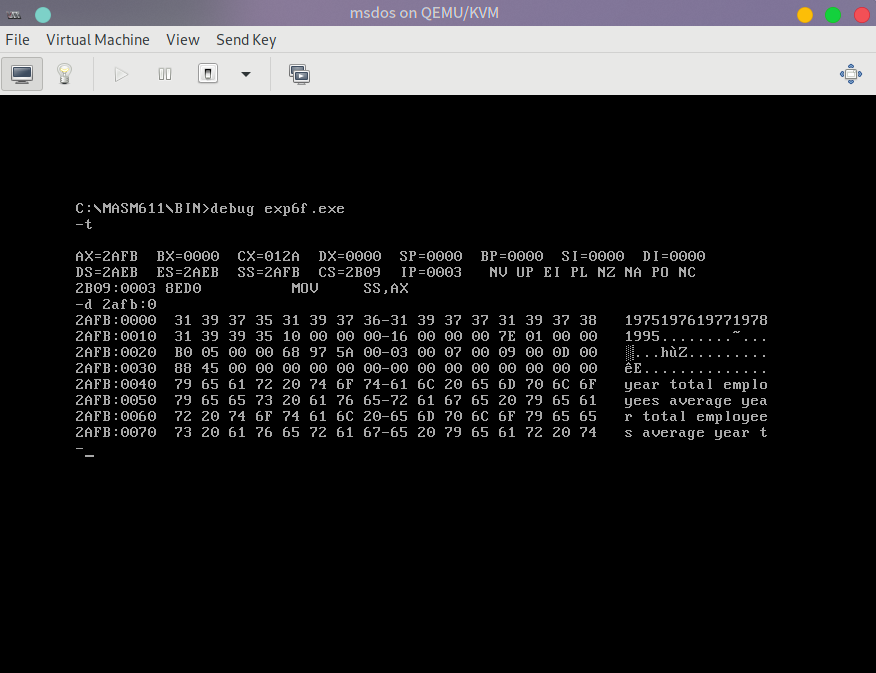 msdos on QEMU/KVM
File Virtual Machine View Send Key
C:\MASM611\BIN>debug exp6f.exe
-t
AX=2AFB BX=0000 CX=012A DX=0000 SP=0000 BP=0000 SI=0000 DI=0000
DS=2AEB ES=2AEB SS=2AFB CS=2B09 IP=0003 NV UP EI PL NZ NA PO NC
2B09:0003 8ED0 MOV SS,AX
-d 2afb:0
2AFB:0000 31 39 37 35 31 39 37 36-31 39 37 37 31 39 37 38 1975197619771978
2AFB:0010 31 39 39 35 10 00 00 00-16 00 00 00 7E 01 00 00 1995........~...
2AFB:0020 B0 05 00 00 68 97 5A 00-03 00 07 00 09 00 0D 00 ░...hùZ.........
2AFB:0030 88 45 00 00 00 00 00 00-00 00 00 00 00 00 00 00 êE..............
2AFB:0040 79 65 61 72 20 74 6F 74-61 6C 20 65 6D 70 6C 6F year total emplo
2AFB:0050 79 65 65 73 20 61 76 65-72 61 67 65 20 79 65 61 yees average yea
2AFB:0060 72 20 74 6F 74 61 6C 20-65 6D 70 6C 6F 79 65 65 r total employee
2AFB:0070 73 20 61 76 65 72 61 67-65 20 79 65 61 72 20 74 s average year t
-_